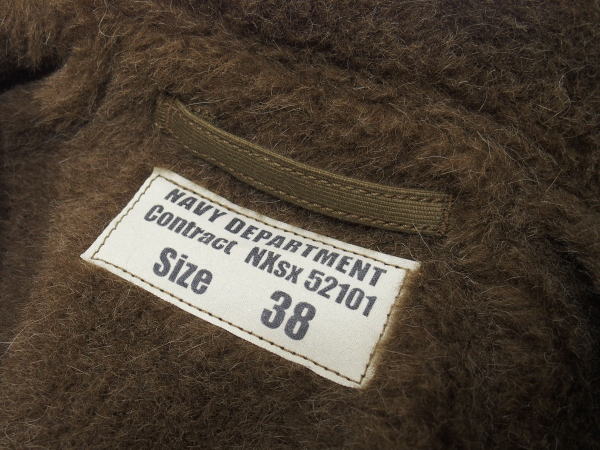 NAVY DEPARTMENT
Contract NXsx 52101
Size 38